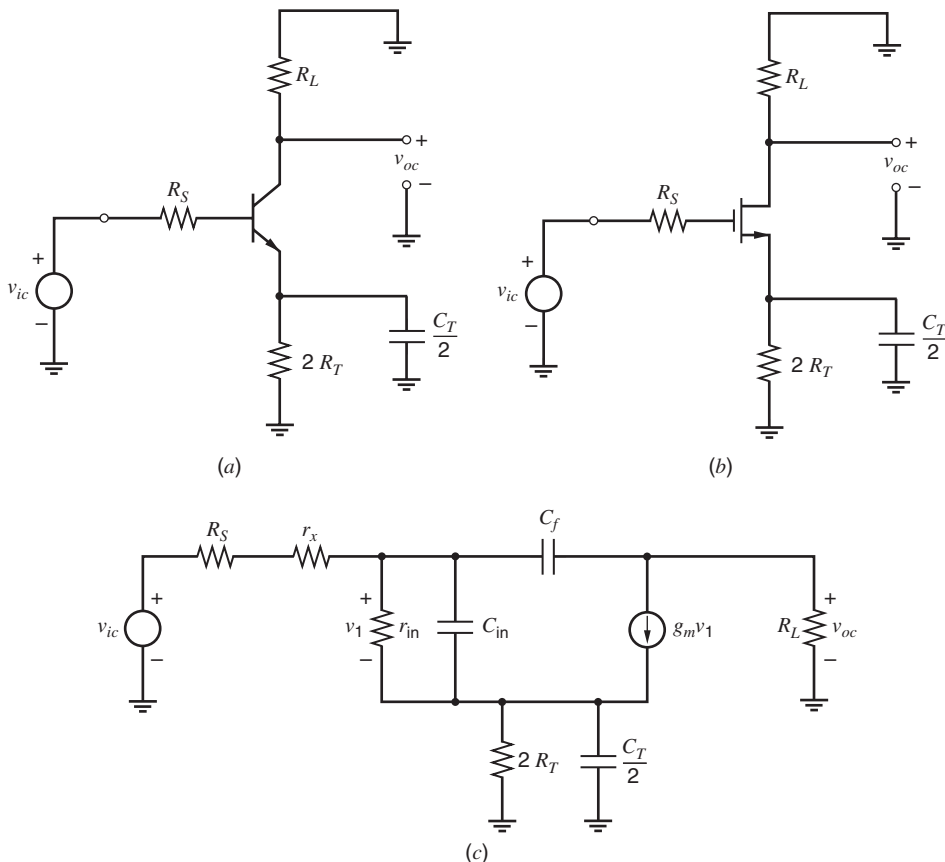 R_L
+
v_oc
−
R_S
+
v_ic
−
2 R_T
C_T
2
(a)
R_L
+
v_oc
−
R_S
+
v_ic
−
2 R_T
C_T
2
(b)
R_S
r_x
C_f
+
v_ic
−
+
v_1
−
r_in
C_in
g_m v_1
R_L
+
v_oc
−
2 R_T
C_T
2
(c)